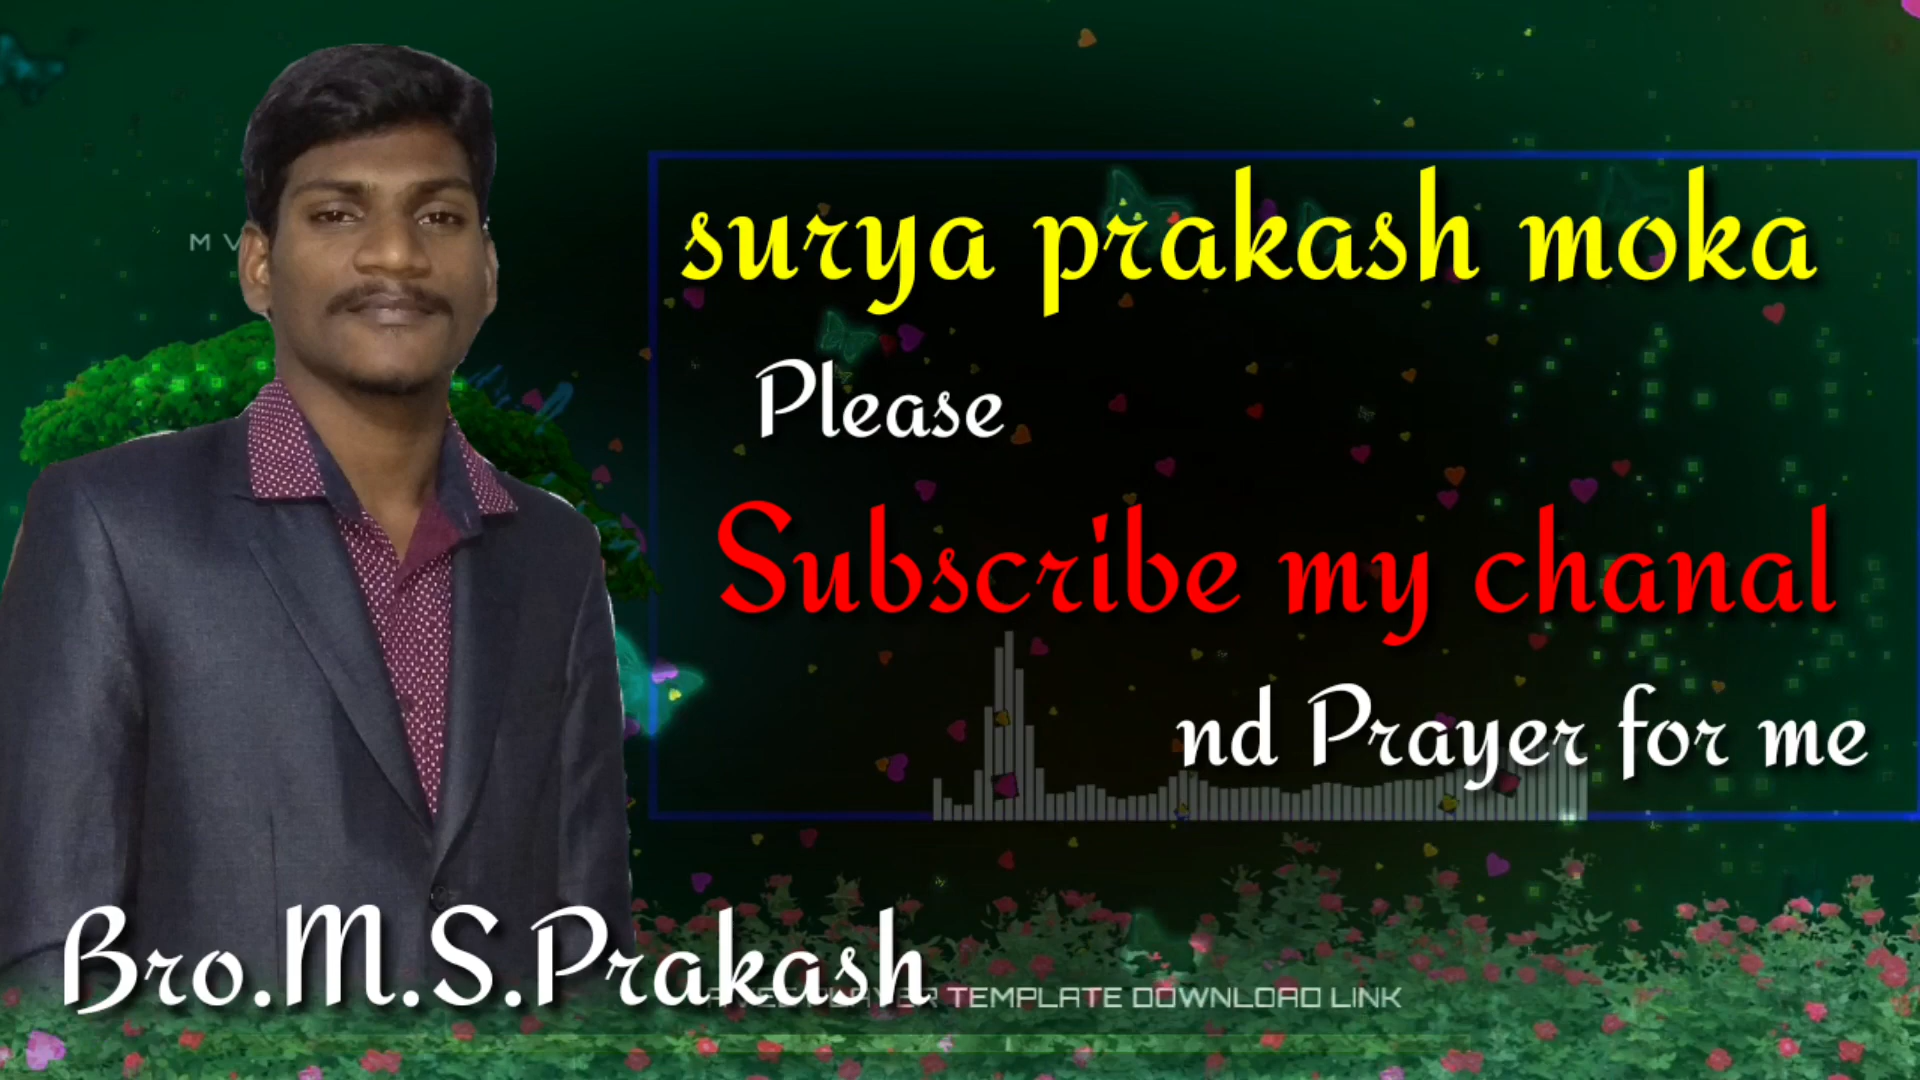 M V
surya prakash moka
Please
Subscribe my chanal
nd Prayer for me
Bro.M.S.Prakash
TEMPLATE DOWNLOAD LINK